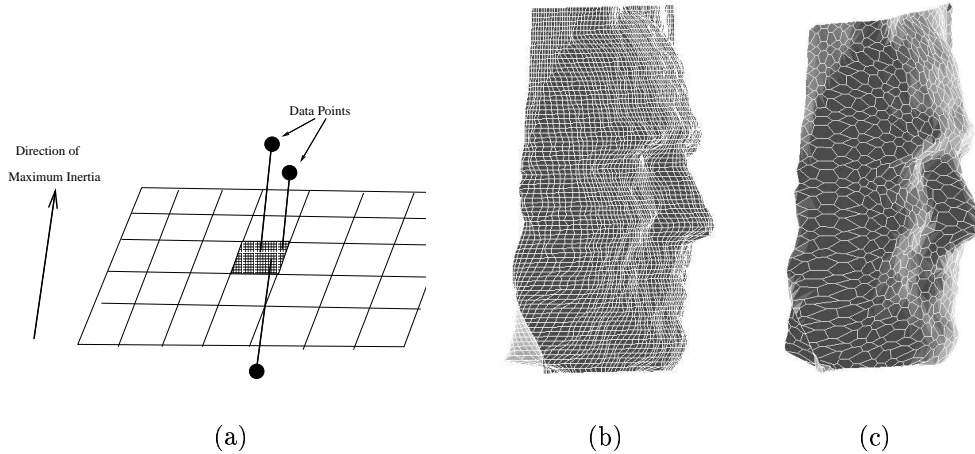 Data Points
Direction of
Maximum Inertia
(a)
(b)
(c)